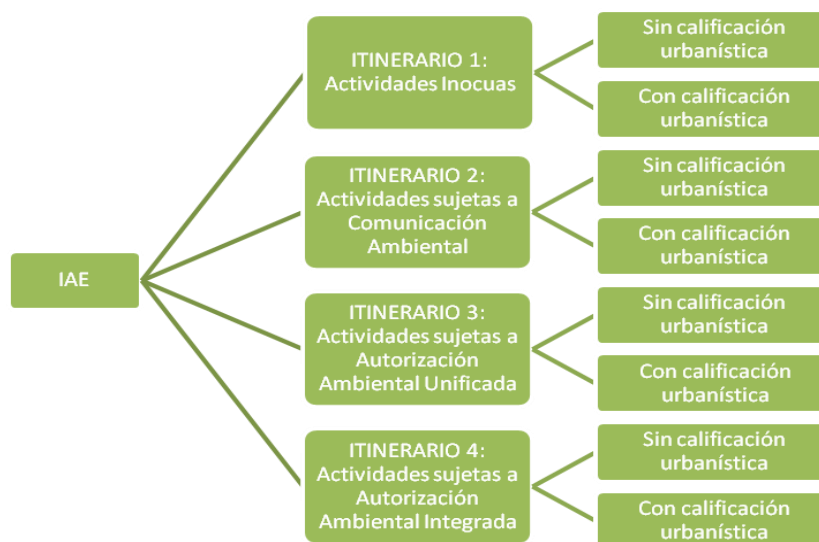 IAE
ITINERARIO 1:
Actividades Inocuas
Sin calificación
urbanística
Con calificación
urbanística
ITINERARIO 2:
Actividades sujetas a
Comunicación
Ambiental
Sin calificación
urbanística
Con calificación
urbanística
ITINERARIO 3:
Actividades sujetas a
Autorización
Ambiental Unificada
Sin calificación
urbanística
Con calificación
urbanística
ITINERARIO 4:
Actividades sujetas a
Autorización
Ambiental Integrada
Sin calificación
urbanística
Con calificación
urbanística